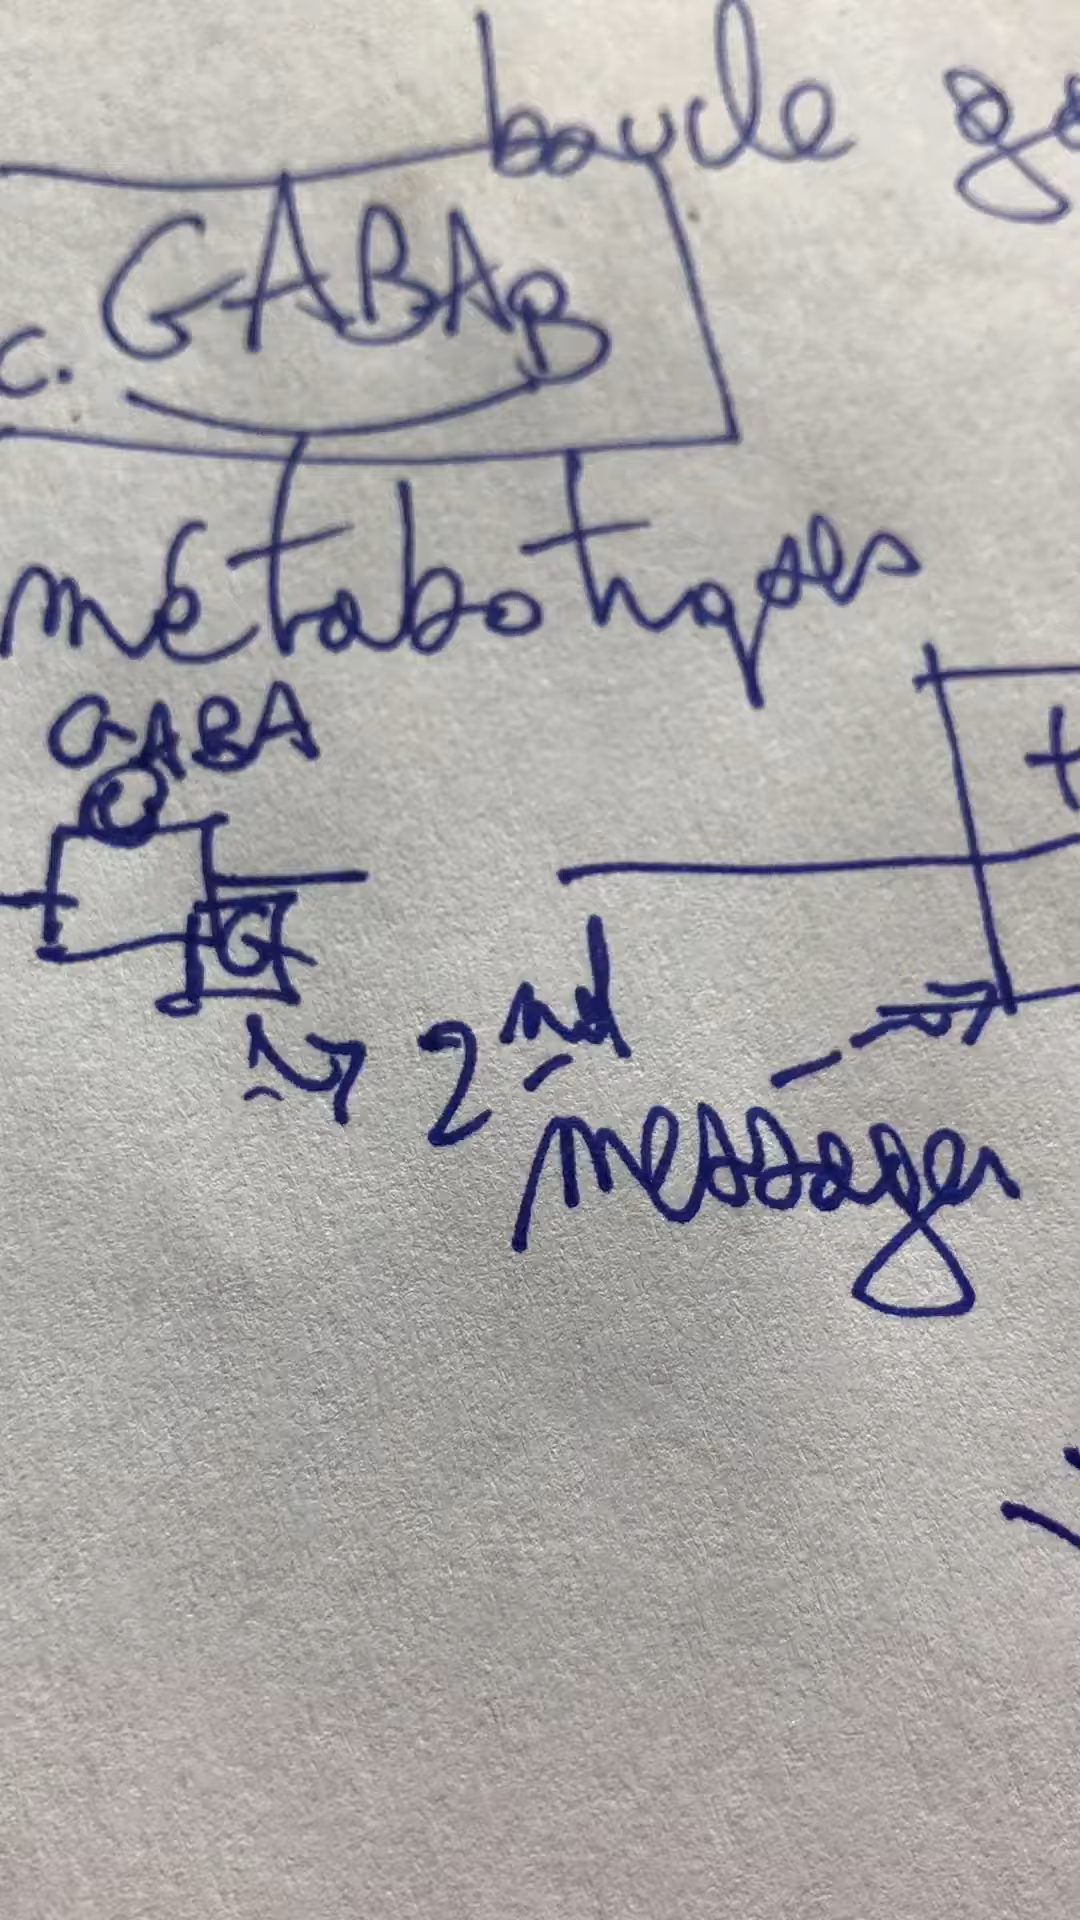 boucle
c. GABAB
métabotropes
GABA
+
G
2nd
messager